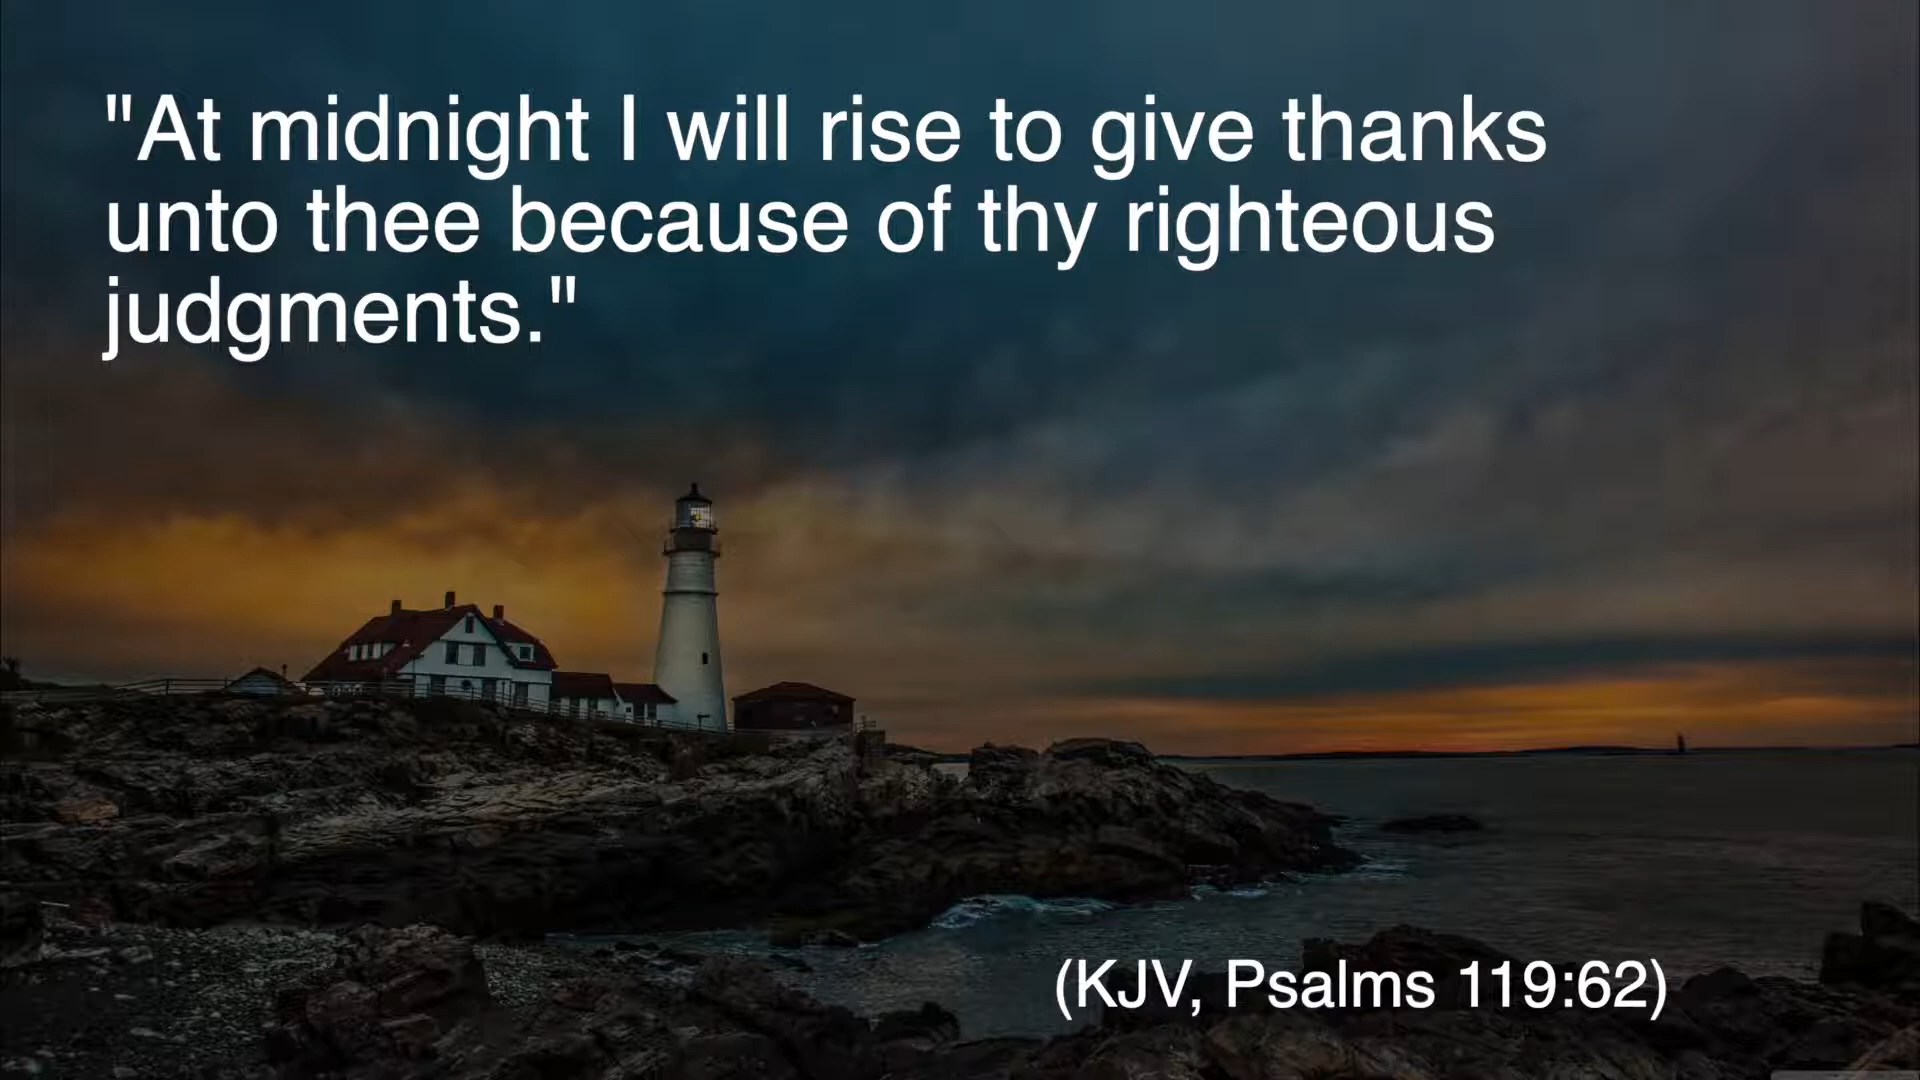 "At midnight I will rise to give thanks
unto thee because of thy righteous
judgments."
(KJV, Psalms 119:62)